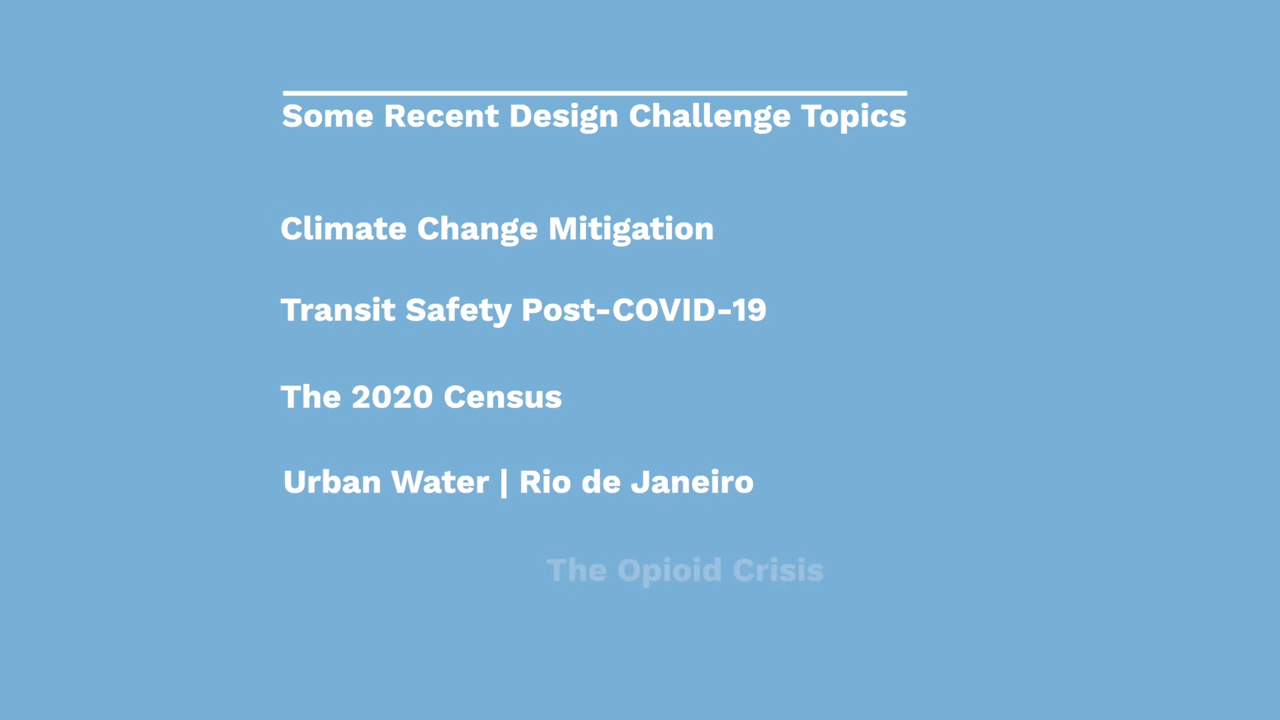 Some Recent Design Challenge Topics
Climate Change Mitigation
Transit Safety Post-COVID-19
The 2020 Census
Urban Water | Rio de Janeiro
The Opioid Crisis